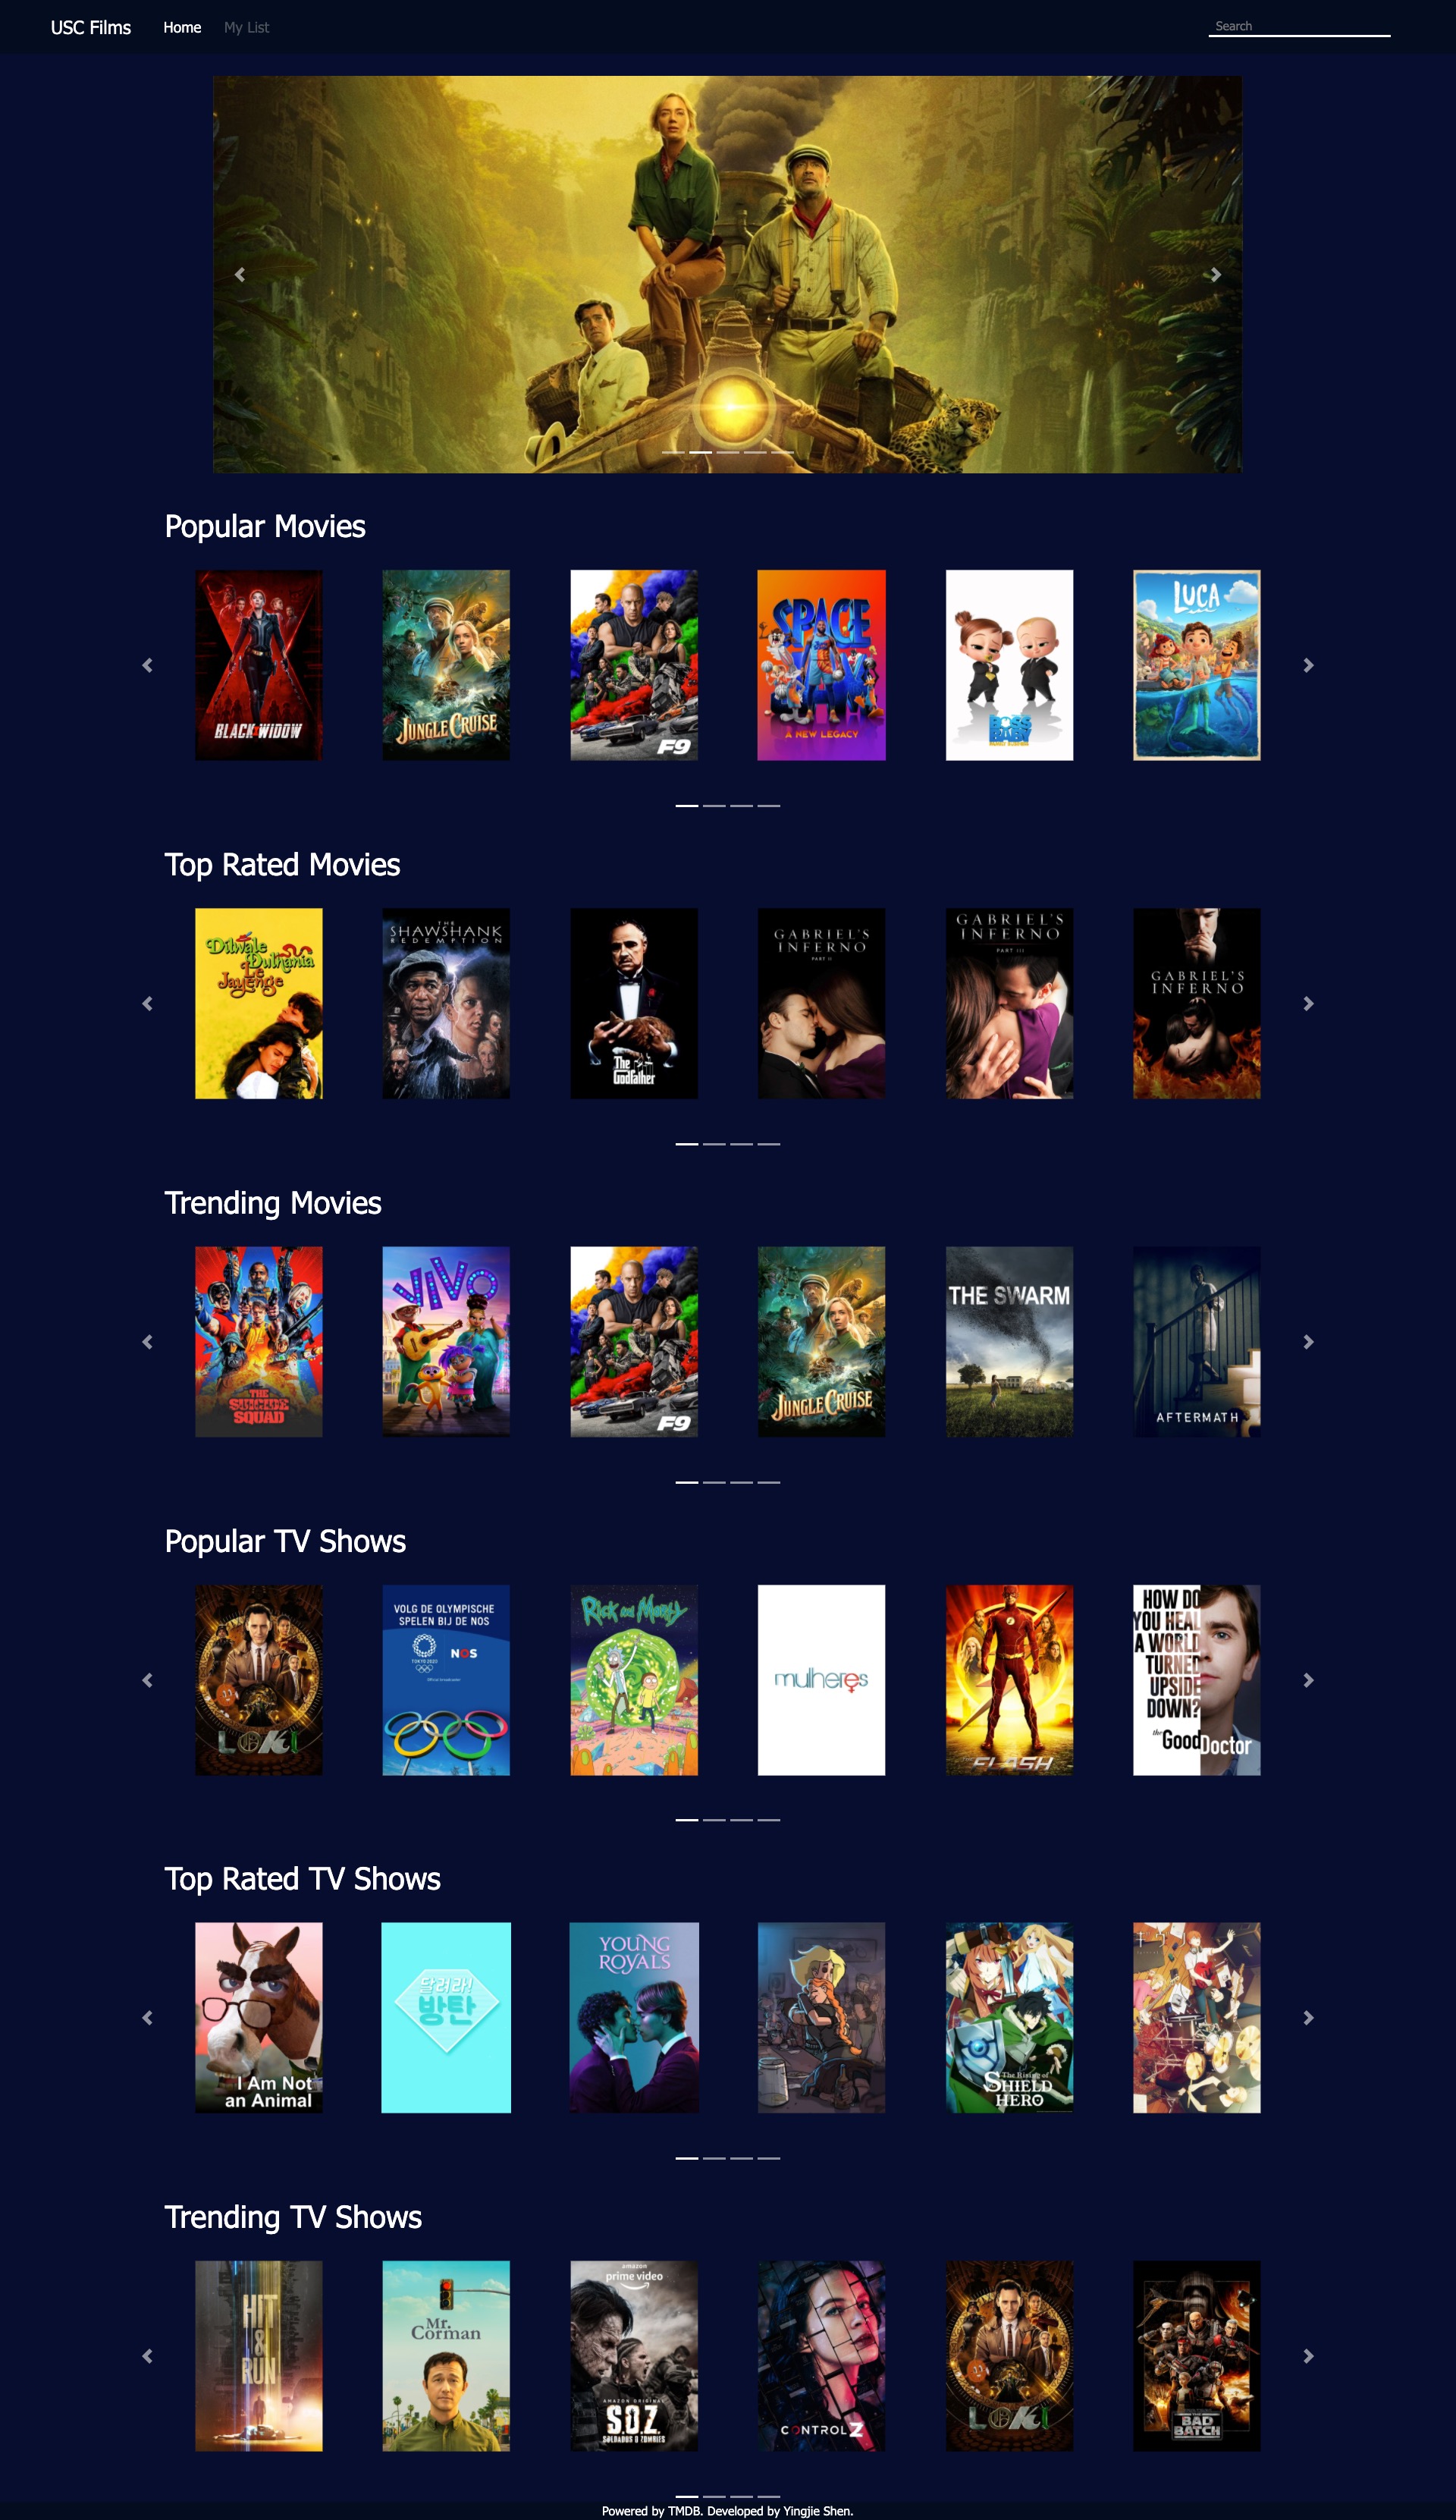 USC Films
Home
My List
Search
Popular Movies
BLACK WIDOW
JUNGLE CRUISE
F9
SPACE JAM
A NEW LEGACY
BOSS
BABY
LUCA
Top Rated Movies
Dilwale
Dulhania
Le
Jayenge
THE
SHAWSHANK
REDEMPTION
The
Godfather
GABRIEL'S
INFERNO
PART II
GABRIEL'S
INFERNO
PART III
GABRIEL'S
INFERNO
Trending Movies
THE
SUICIDE
SQUAD
VIVO
F9
JUNGLE CRUISE
THE SWARM
AFTERMATH
Popular TV Shows
LOKI
VOLG DE OLYMPISCHE
SPELEN BIJ DE NOS
TOKYO 2020
NOS
Rick and Morty
mulheres
FLASH
HOW DO
YOU HEAL
A WORLD
TURNED
UPSIDE
DOWN?
the Good Doctor
Top Rated TV Shows
I Am Not
an Animal
달려라!
방탄
YOUNG
ROYALS
The Rising of
SHIELD
HERO
Trending TV Shows
HIT
&
RUN
Mr.
Corman
amazon
prime video
AMAZON ORIGINAL
S.O.Z.
SOLDADOS O ZOMBIES
CONTROL Z
LOKI
THE
BAD
BATCH
Powered by TMDB. Developed by Yingjie Shen.